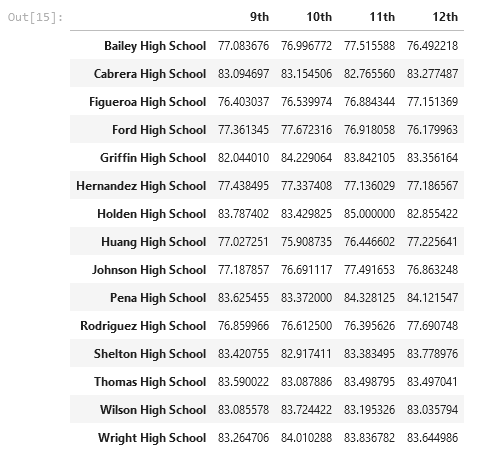 Out[15]:
9th 10th 11th 12th
Bailey High School 77.083676 76.996772 77.515588 76.492218
Cabrera High School 83.094697 83.154506 82.765560 83.277487
Figueroa High School 76.403037 76.539974 76.884344 77.151369
Ford High School 77.361345 77.672316 76.918058 76.179963
Griffin High School 82.044010 84.229064 83.842105 83.356164
Hernandez High School 77.438495 77.337408 77.136029 77.186567
Holden High School 83.787402 83.429825 85.000000 82.855422
Huang High School 77.027251 75.908735 76.446602 77.225641
Johnson High School 77.187857 76.691117 77.491653 76.863248
Pena High School 83.625455 83.372000 84.328125 84.121547
Rodriguez High School 76.859966 76.612500 76.395626 77.690748
Shelton High School 83.420755 82.917411 83.383495 83.778976
Thomas High School 83.590022 83.087886 83.498795 83.497041
Wilson High School 83.085578 83.724422 83.195326 83.035794
Wright High School 83.264706 84.010288 83.836782 83.644986